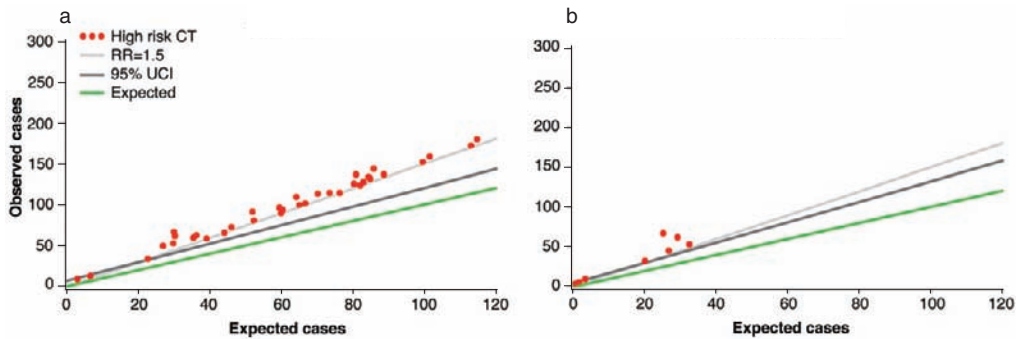 a
High risk CT
RR=1.5
95% UCI
Expected
Observed cases
300
250
200
150
100
50
0
0 20 40 60 80 100 120
Expected cases
b
300
250
200
150
100
50
0
0 20 40 60 80 100 120
Expected cases